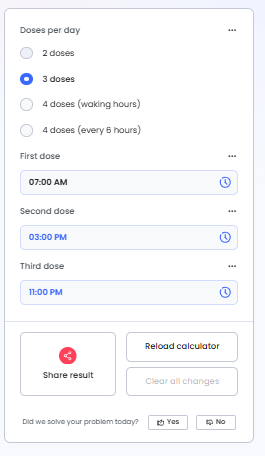 Doses per day
2 doses
3 doses
4 doses (waking hours)
4 doses (every 6 hours)
First dose
07:00 AM
Second dose
03:00 PM
Third dose
11:00 PM
Share result
Reload calculator
Clear all changes
Did we solve your problem today?
Yes
No